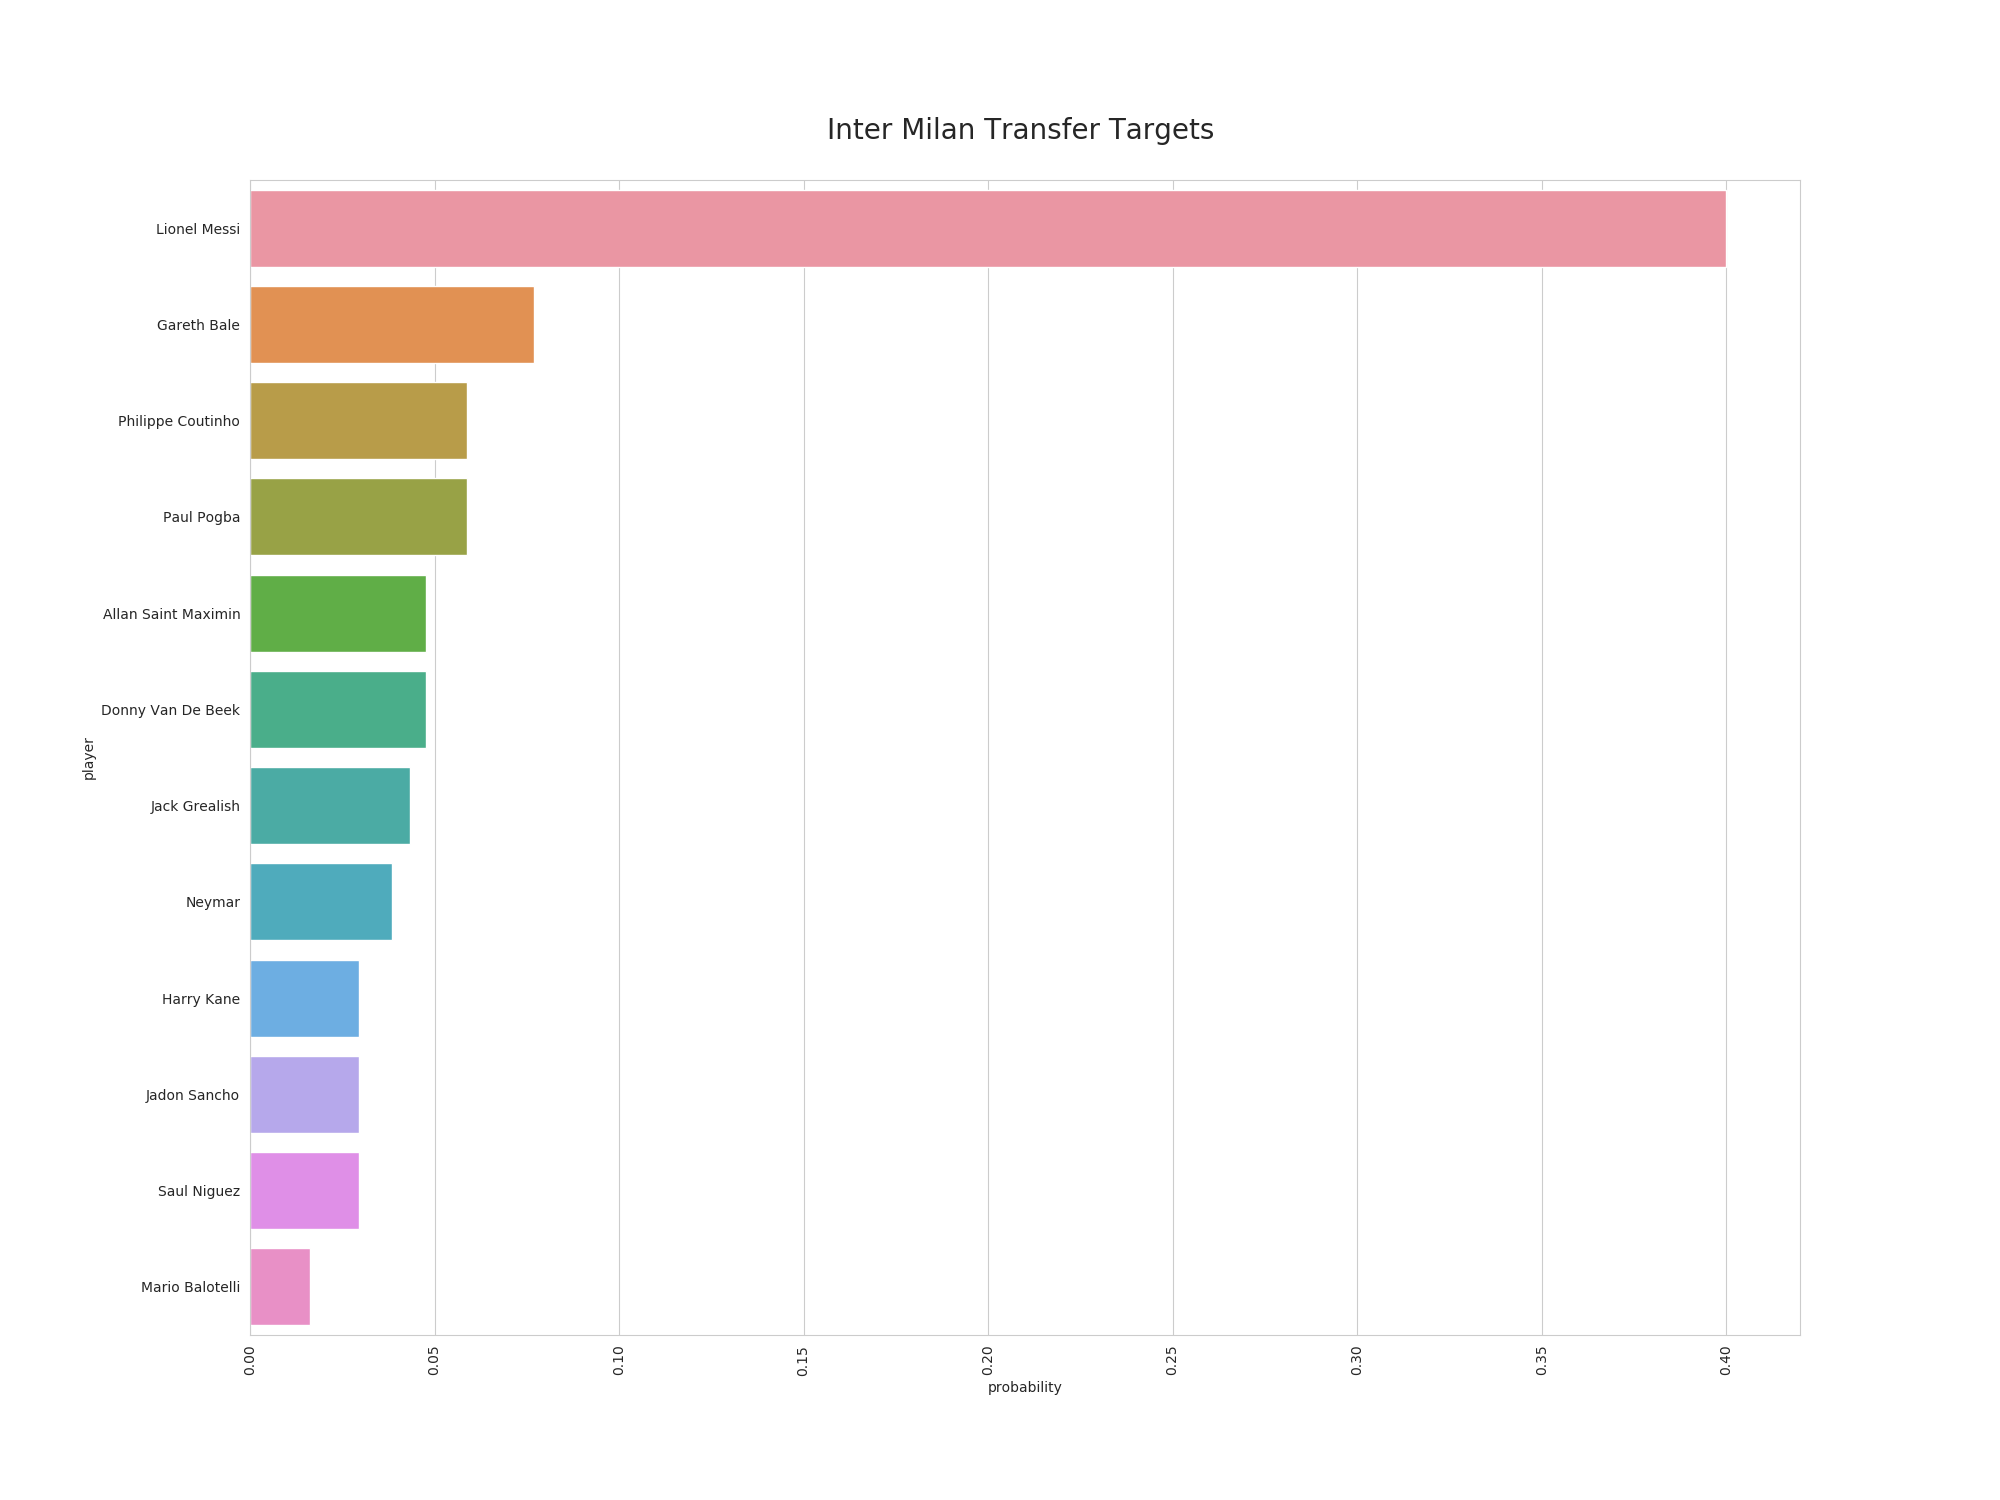 Inter Milan Transfer Targets
Lionel Messi
Gareth Bale
Philippe Coutinho
Paul Pogba
Allan Saint Maximin
Donny Van De Beek
Jack Grealish
Neymar
Harry Kane
Jadon Sancho
Saul Niguez
Mario Balotelli
player
0.00 0.05 0.10 0.15 0.20 0.25 0.30 0.35 0.40
probability